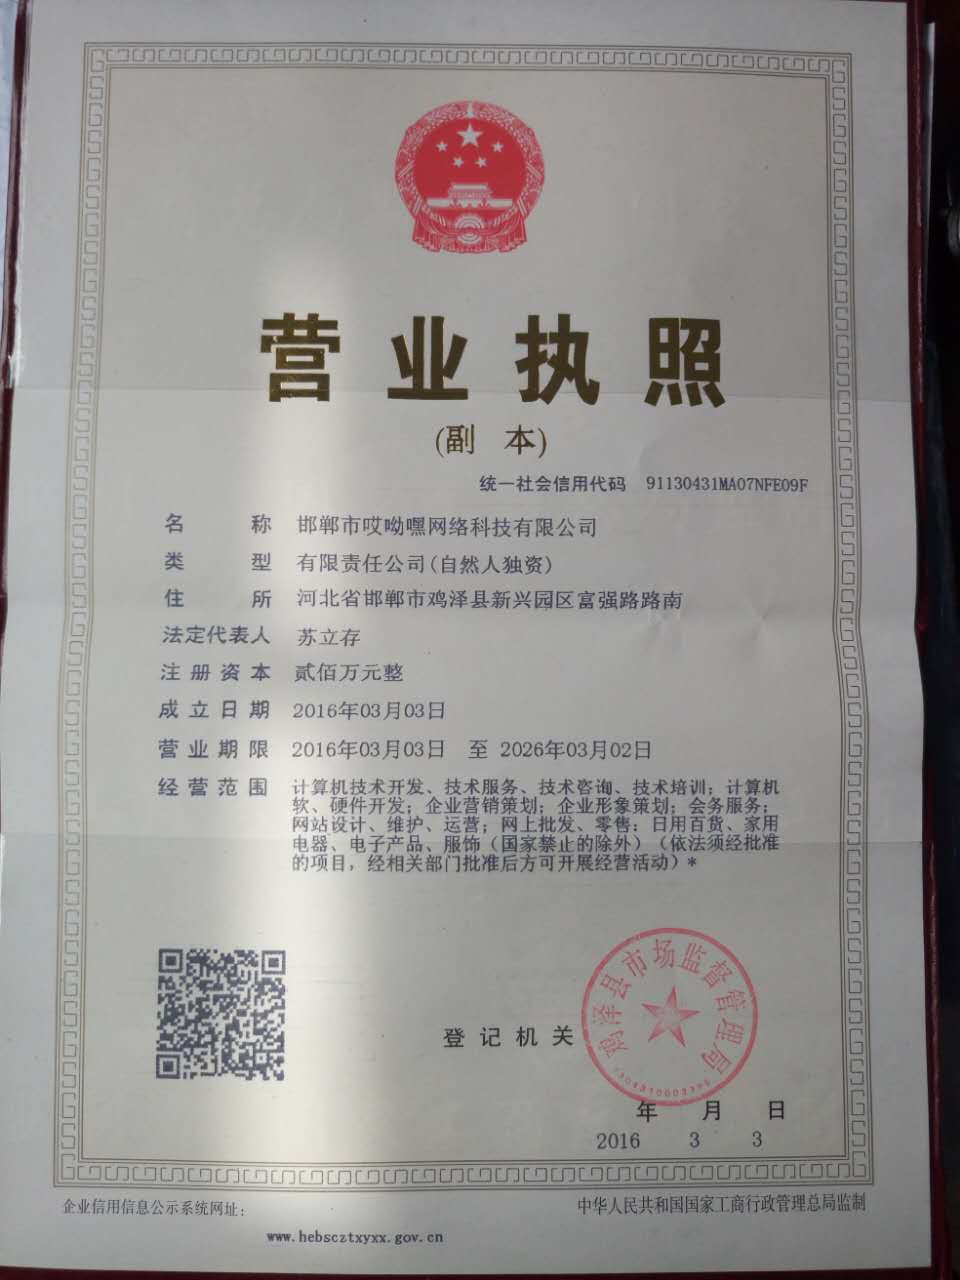 营业执照
(副 本)
统一社会信用代码 91130431MA07NFE09F
名称 邯郸市哎呦嘿网络科技有限公司
类型 有限责任公司(自然人独资)
住所 河北省邯郸市鸡泽县新兴园区富强路路南
法定代表人 苏立存
注册资本 贰佰万元整
成立日期 2016年03月03日
营业期限 2016年03月03日 至 2026年03月02日
经营范围 计算机技术开发、技术服务、技术咨询、技术培训；计算机
软、硬件开发；企业营销策划；企业形象策划；会务服务；
网站设计、维护、运营；网上批发、零售：日用百货、家用
电器、电子产品、服饰（国家禁止的除外）（依法须经批准
的项目，经相关部门批准后方可开展经营活动）*
鸡泽县市场监督管理局
登记机关
年 月 日
2016 3 3
企业信用信息公示系统网址：
www.hebscztxyxx.gov.cn
中华人民共和国国家工商行政管理总局监制